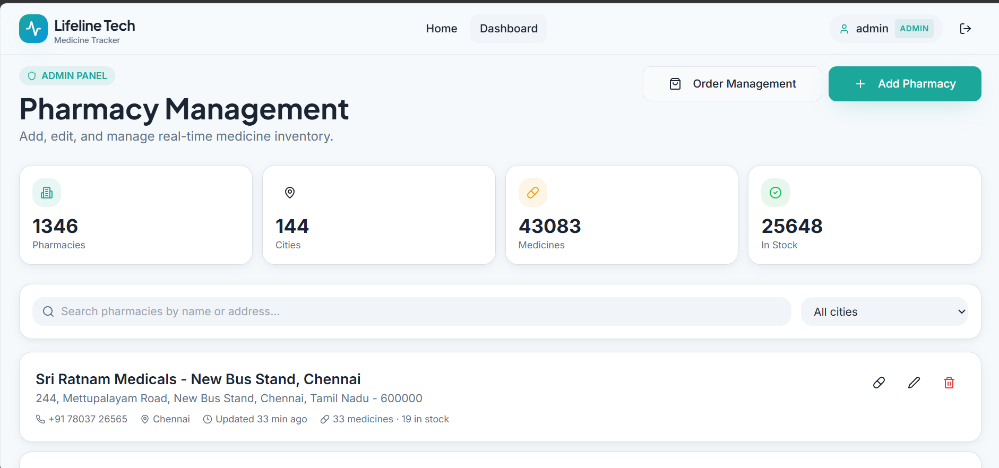 Lifeline Tech
Medicine Tracker
Home
Dashboard
admin
ADMIN
ADMIN PANEL
Pharmacy Management
Add, edit, and manage real-time medicine inventory.
Order Management
Add Pharmacy
1346
Pharmacies
144
Cities
43083
Medicines
25648
In Stock
Search pharmacies by name or address...
All cities
Sri Ratnam Medicals - New Bus Stand, Chennai
244, Mettupalayam Road, New Bus Stand, Chennai, Tamil Nadu - 600000
+91 78037 26565 Chennai Updated 33 min ago 33 medicines · 19 in stock